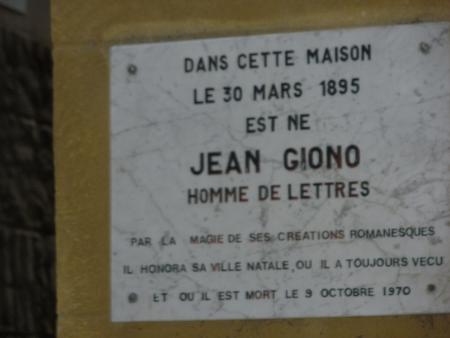 DANS CETTE MAISON
LE 30 MARS 1895
EST NE
JEAN GIONO
HOMME DE LETTRES
PAR LA MAGIE DE SES CREATIONS ROMANESQUES
IL HONORA SA VILLE NATALE, OU IL A TOUJOURS VECU
ET OU IL EST MORT LE 9 OCTOBRE 1970